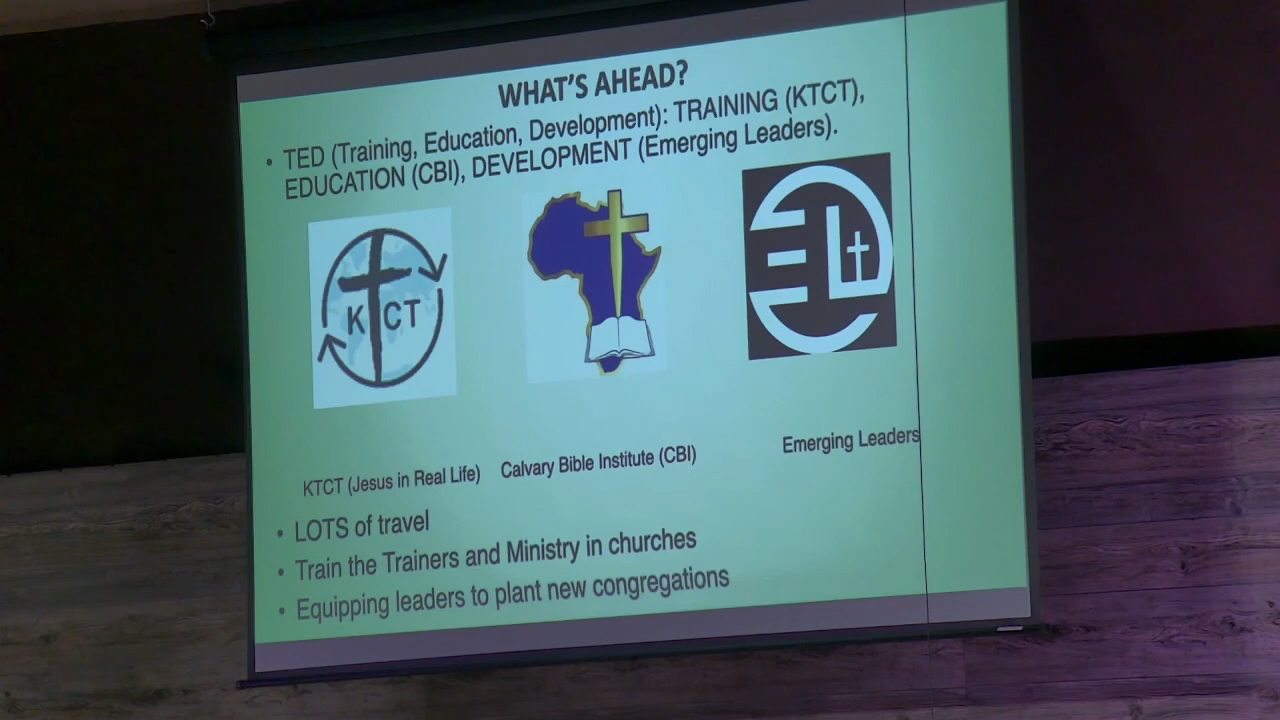 WHAT'S AHEAD?
• TED (Training, Education, Development): TRAINING (KTCT),
EDUCATION (CBI), DEVELOPMENT (Emerging Leaders).
KTCT
EL
KTCT (Jesus in Real Life)
Calvary Bible Institute (CBI)
Emerging Leaders
• LOTS of travel
• Train the Trainers and Ministry in churches
• Equipping leaders to plant new congregations